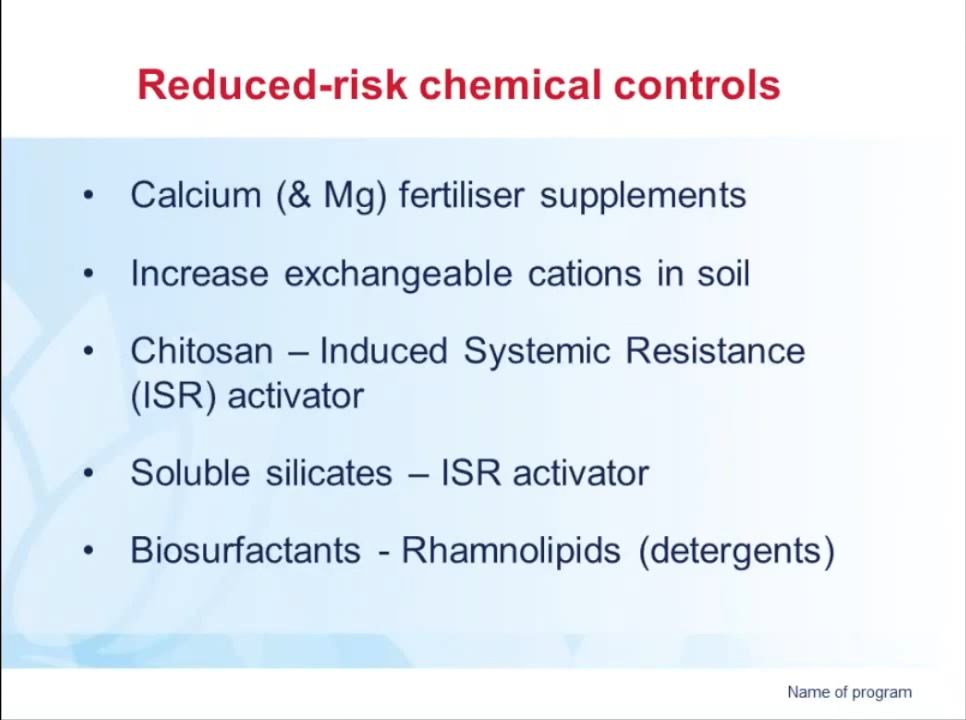 Reduced-risk chemical controls
• Calcium (& Mg) fertiliser supplements
• Increase exchangeable cations in soil
• Chitosan – Induced Systemic Resistance
(ISR) activator
• Soluble silicates – ISR activator
• Biosurfactants - Rhamnolipids (detergents)
Name of program